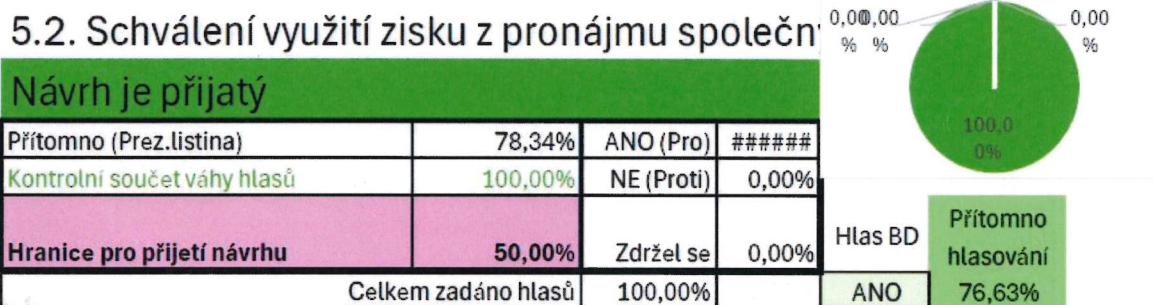 5.2. Schválení využití zisku z pronájmu společn
Návrh je přijatý
Přítomno (Prez.listina) 78,34% ANO (Pro) ######
Kontrolní součet váhy hlasů 100,00% NE (Proti) 0,00%
Hranice pro přijetí návrhu 50,00% Zdržel se 0,00%
Celkem zadáno hlasů 100,00%
0,00 0,00 0,00
% % %
100,0
0%
Přítomno
Hlas BD hlasování
ANO 76,63%